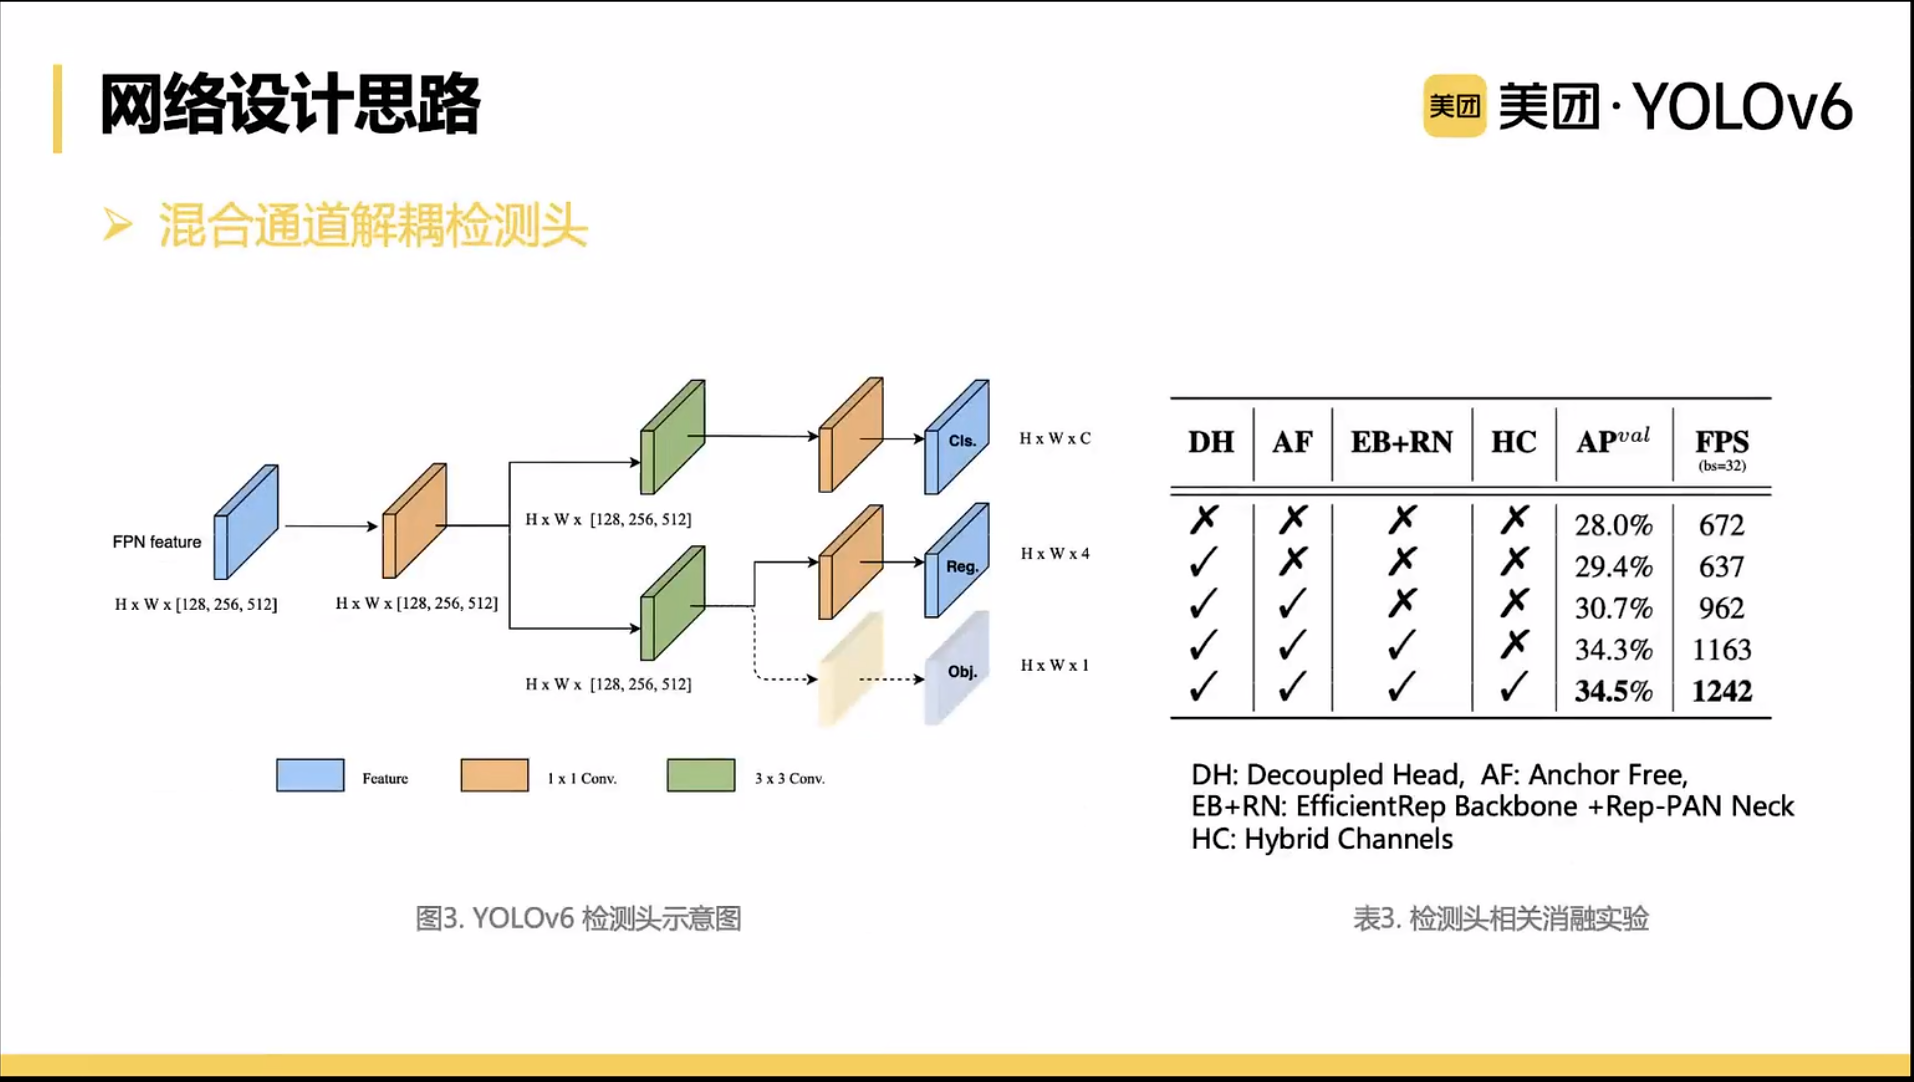 网络设计思路
美团 美团·YOLOv6
混合通道解耦检测头
FPN feature
H x W x [128, 256, 512]
H x W x [128, 256, 512]
H x W x [128, 256, 512]
H x W x [128, 256, 512]
Cls.
H x W x C
Reg.
H x W x 4
Obj.
H x W x 1
Feature
1 x 1 Conv.
3 x 3 Conv.
图3. YOLOv6 检测头示意图
DH AF EB+RN HC APval FPS
(bs=32)
✗ ✗ ✗ ✗ 28.0% 672
✓ ✗ ✗ ✗ 29.4% 637
✓ ✓ ✗ ✗ 30.7% 962
✓ ✓ ✓ ✗ 34.3% 1163
✓ ✓ ✓ ✓ 34.5% 1242
DH: Decoupled Head, AF: Anchor Free,
EB+RN: EfficientRep Backbone +Rep-PAN Neck
HC: Hybrid Channels
表3. 检测头相关消融实验